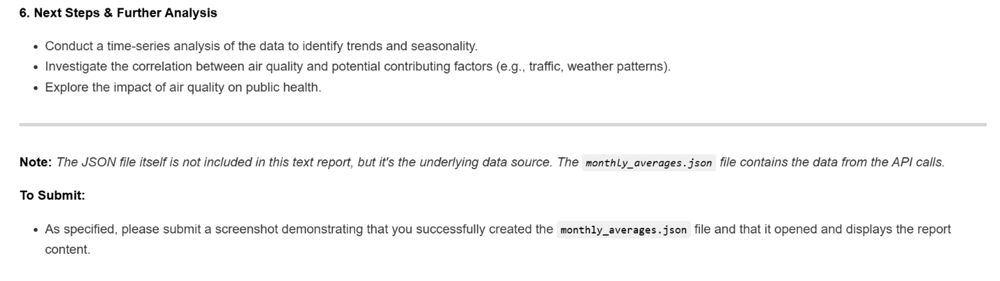 6. Next Steps & Further Analysis
• Conduct a time-series analysis of the data to identify trends and seasonality.
• Investigate the correlation between air quality and potential contributing factors (e.g., traffic, weather patterns).
• Explore the impact of air quality on public health.
Note: The JSON file itself is not included in this text report, but it's the underlying data source. The monthly_averages.json file contains the data from the API calls.
To Submit:
• As specified, please submit a screenshot demonstrating that you successfully created the monthly_averages.json file and that it opened and displays the report
content.